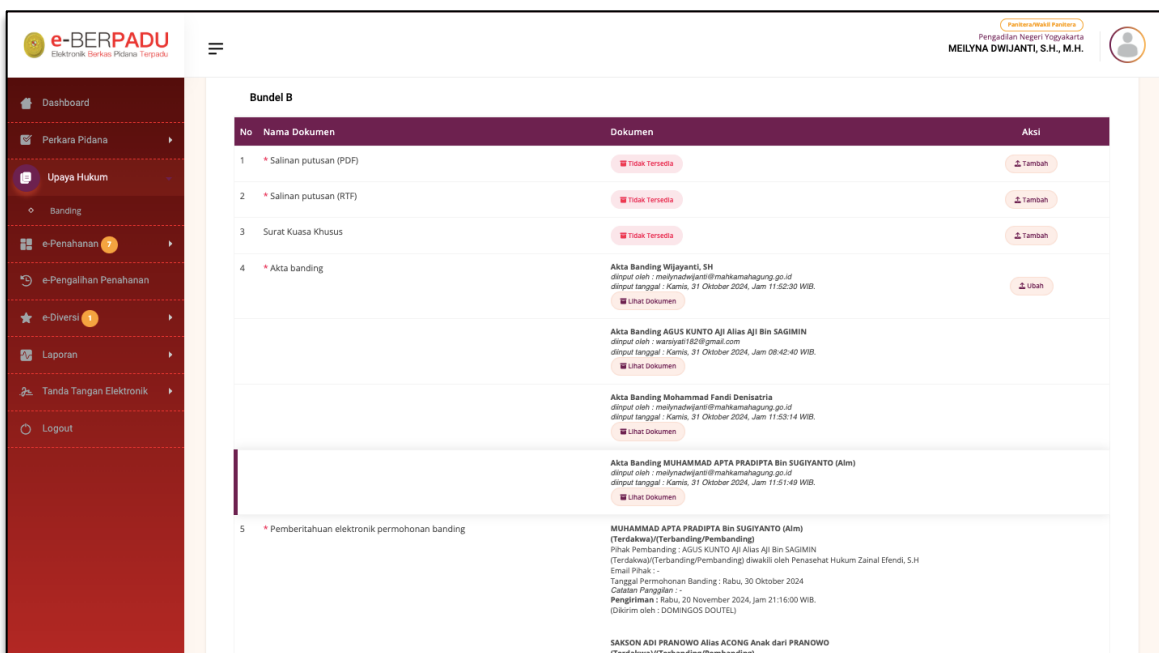 e-BERPADU
Elektronik Berkas Pidana Terpadu
Panitera/Wakil Panitera
Pengadilan Negeri Yogyakarta
MEILYNA DWIJANTI, S.H., M.H.
Dashboard
Perkara Pidana
Upaya Hukum
Banding
e-Penahanan 7
e-Pengalihan Penahanan
e-Diversi 1
Laporan
Tanda Tangan Elektronik
Logout
Bundel B
No Nama Dokumen Dokumen Aksi
1 * Salinan putusan (PDF) Tidak Tersedia Tambah
2 * Salinan putusan (RTF) Tidak Tersedia Tambah
3 Surat Kuasa Khusus Tidak Tersedia Tambah
4 * Akta banding Akta Banding Wijayanti, SH
diinput oleh : meilynadwijanti@mahkamahagung.go.id
diinput tanggal : Kamis, 31 Oktober 2024, Jam 11:52:30 WIB.
Lihat Dokumen
Ubah
Akta Banding AGUS KUNTO AJI Alias AJI Bin SAGIMIN
diinput oleh : warsiyati182@gmail.com
diinput tanggal : Kamis, 31 Oktober 2024, Jam 08:42:40 WIB.
Lihat Dokumen
Akta Banding Mohammad Fandi Denisatria
diinput oleh : meilynadwijanti@mahkamahagung.go.id
diinput tanggal : Kamis, 31 Oktober 2024, Jam 11:53:14 WIB.
Lihat Dokumen
Akta Banding MUHAMMAD APTA PRADIPTA Bin SUGIYANTO (Alm)
diinput oleh : meilynadwijanti@mahkamahagung.go.id
diinput tanggal : Kamis, 31 Oktober 2024, Jam 11:51:49 WIB.
Lihat Dokumen
5 * Pemberitahuan elektronik permohonan banding MUHAMMAD APTA PRADIPTA Bin SUGIYANTO (Alm)
(Terdakwa)/(Terbanding/Pembanding)
Pihak Pembanding : AGUS KUNTO AJI Alias AJI Bin SAGIMIN
(Terdakwa)/(Terbanding/Pembanding) diwakili oleh Penasehat Hukum Zainal Efendi, S.H
Email Pihak : -
Tanggal Permohonan Banding : Rabu, 30 Oktober 2024
Catatan Panggilan : -
Pengiriman : Rabu, 20 November 2024, Jam 21:16:00 WIB.
(Dikirim oleh : DOMINGOS DOUTEL)
SAKSON ADI PRANOWO Alias ACONG Anak dari PRANOWO
(Terdakwa)/(Terbanding/Pembanding)